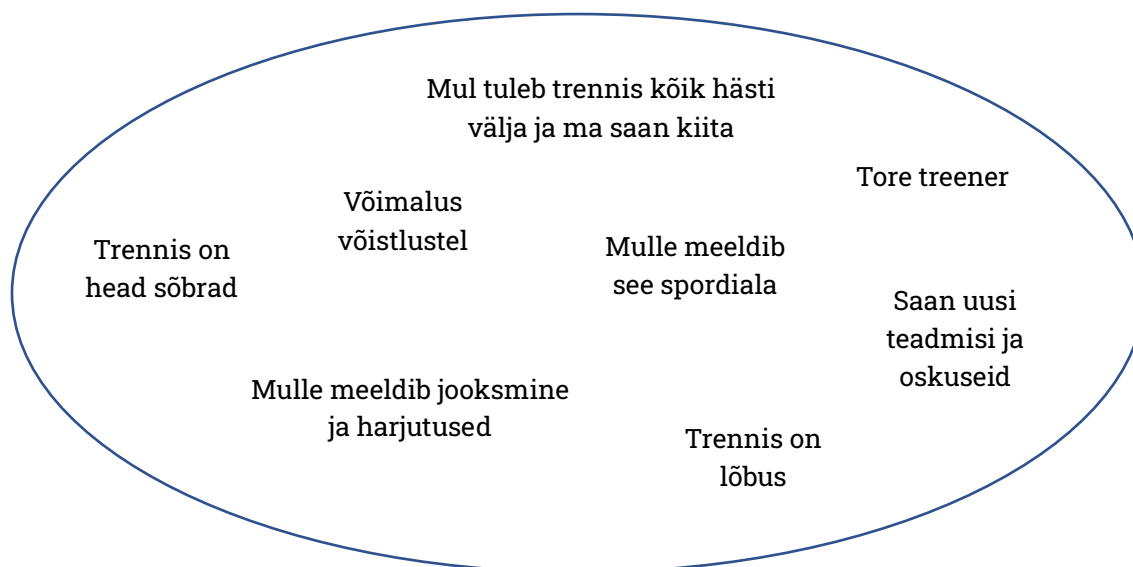 Mul tuleb trennis kõik hästi
välja ja ma saan kiita
Tore treener
Võimalus
võistlustel
Trennis on
head sõbrad
Mulle meeldib
see spordiala
Saan uusi
teadmisi ja
oskuseid
Mulle meeldib jooksmine
ja harjutused
Trennis on
lõbus